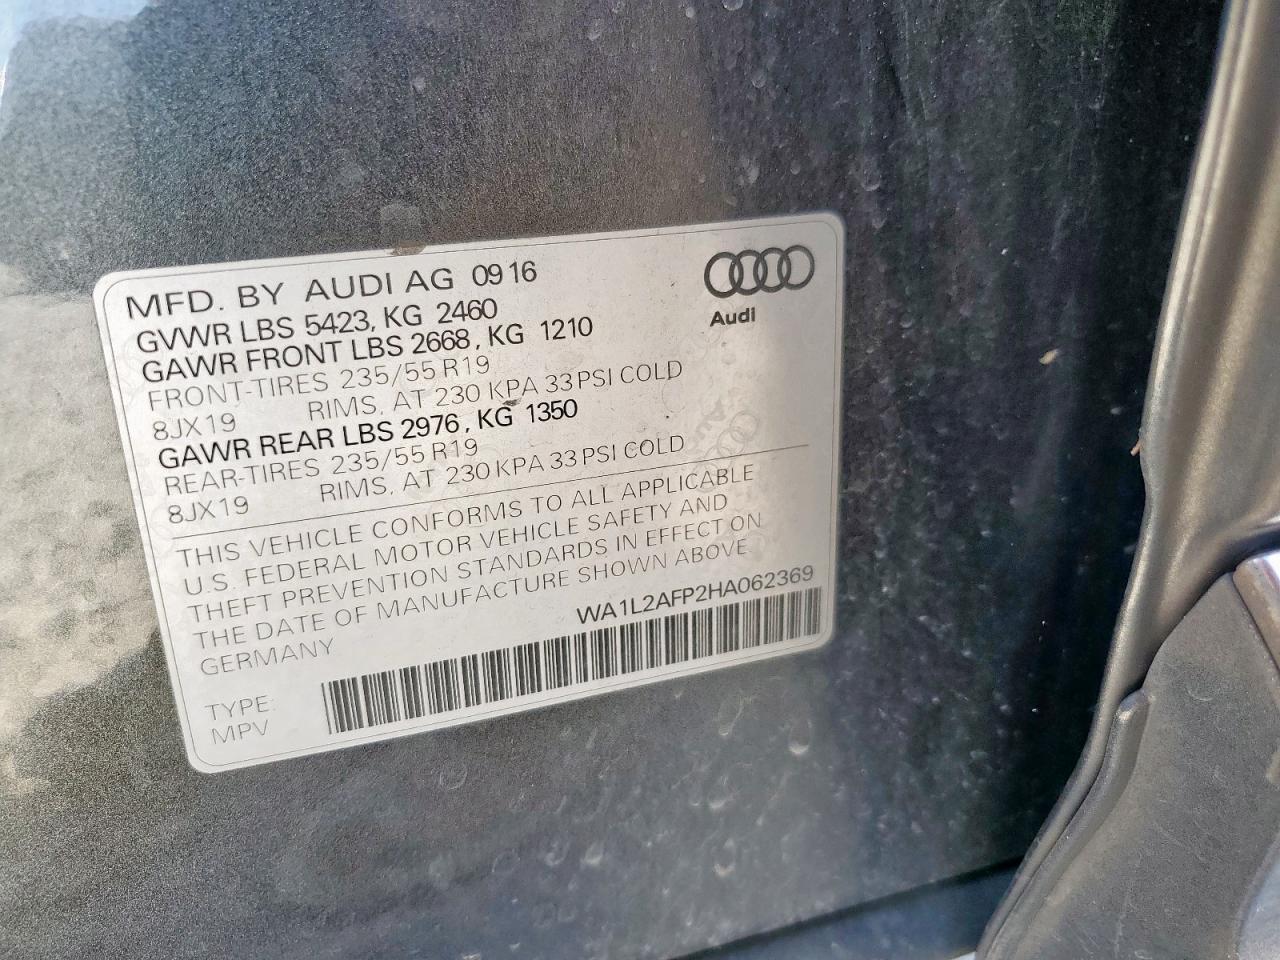 MFD. BY AUDI AG 09 16
GVWR LBS 5423, KG 2460
GAWR FRONT LBS 2668, KG 1210
FRONT-TIRES 235/55 R19
8JX19 RIMS, AT 230 KPA 33 PSI COLD
GAWR REAR LBS 2976, KG 1350
REAR-TIRES 235/55 R19
8JX19 RIMS, AT 230 KPA 33 PSI COLD
THIS VEHICLE CONFORMS TO ALL APPLICABLE
U.S. FEDERAL MOTOR VEHICLE SAFETY AND
THEFT PREVENTION STANDARDS IN EFFECT ON
THE DATE OF MANUFACTURE SHOWN ABOVE
GERMANY
WA1L2AFP2HA062369
TYPE:
MPV
Audi